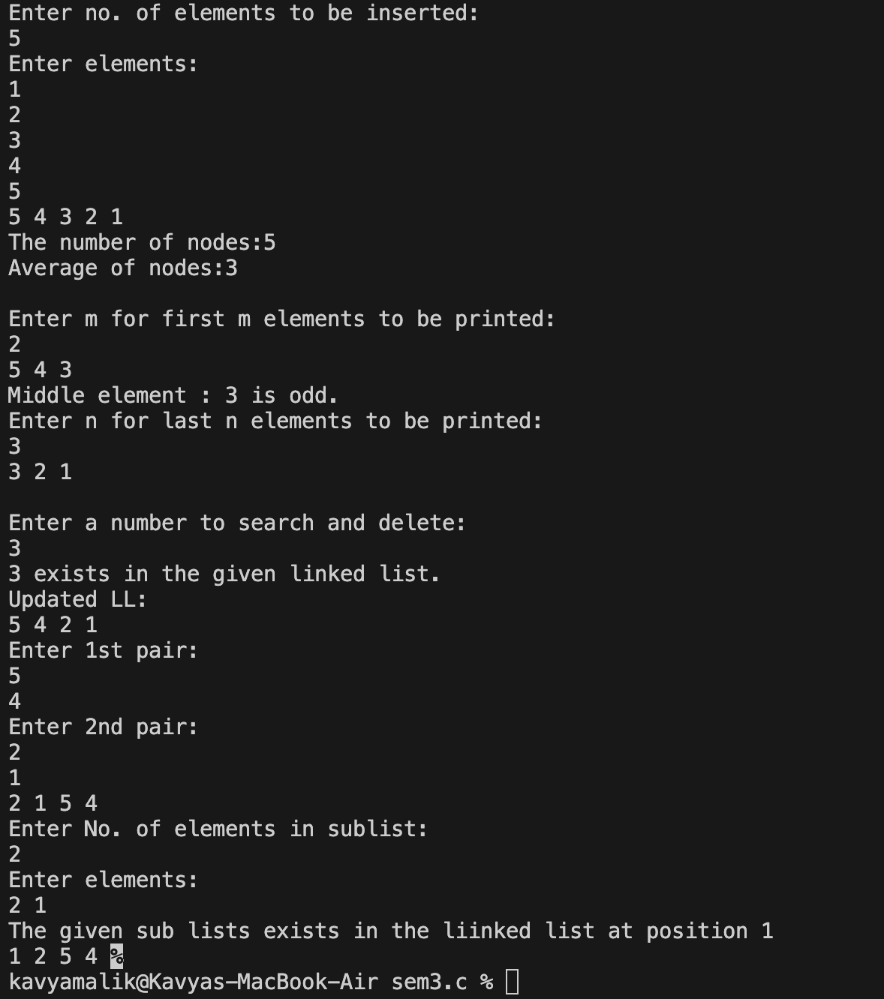 Enter no. of elements to be inserted:
5
Enter elements:
1
2
3
4
5
5 4 3 2 1
The number of nodes:5
Average of nodes:3
Enter m for first m elements to be printed:
2
5 4 3
Middle element : 3 is odd.
Enter n for last n elements to be printed:
3
3 2 1
Enter a number to search and delete:
3
3 exists in the given linked list.
Updated LL:
5 4 2 1
Enter 1st pair:
5
4
Enter 2nd pair:
2
1
2 1 5 4
Enter No. of elements in sublist:
2
Enter elements:
2 1
The given sub lists exists in the liinked list at position 1
1 2 5 4 %
kavyamalik@Kavyas-MacBook-Air sem3.c %